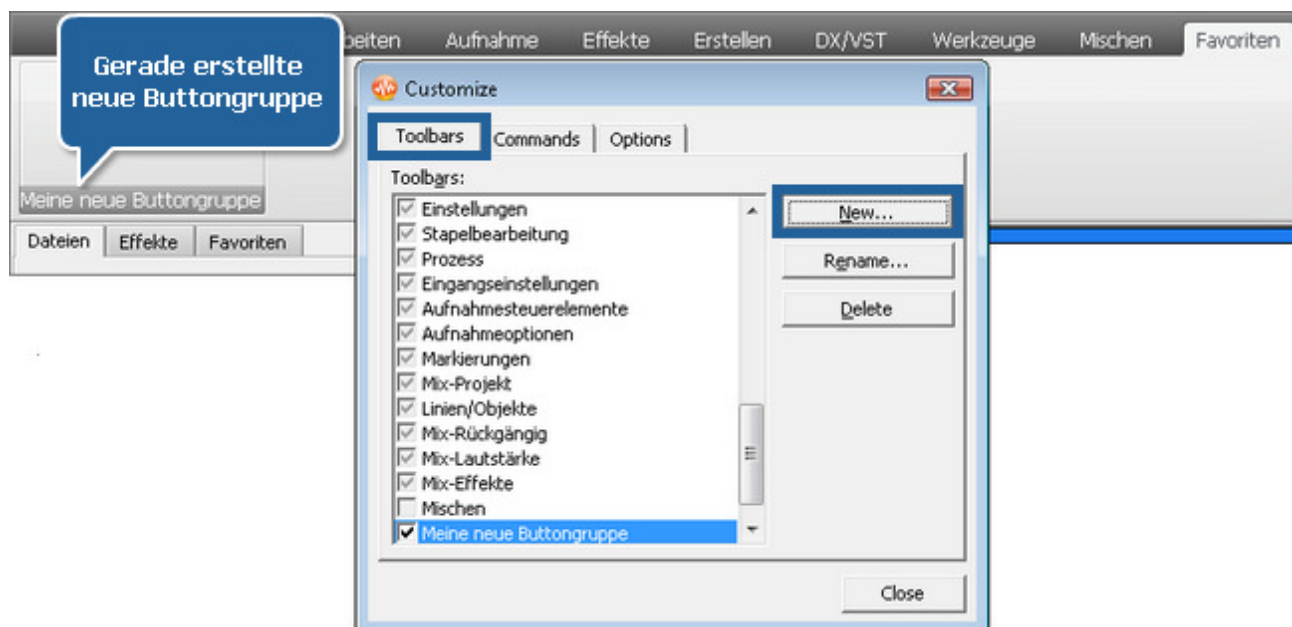 Gerade erstellte
neue Buttongruppe
beiten Aufnahme Effekte Erstellen DX/VST Werkzeuge Mischen Favoriten
Meine neue Buttongruppe
Dateien Effekte Favoriten
Customize
Toolbars Commands Options
Toolbars:
Einstellungen
Stapelbearbeitung
Prozess
Eingangseinstellungen
Aufnahmesteuerelemente
Aufnahmeoptionen
Markierungen
Mix-Projekt
Linien/Objekte
Mix-Rückgängig
Mix-Lautstärke
Mix-Effekte
Mischen
Meine neue Buttongruppe
New...
Rename...
Delete
Close